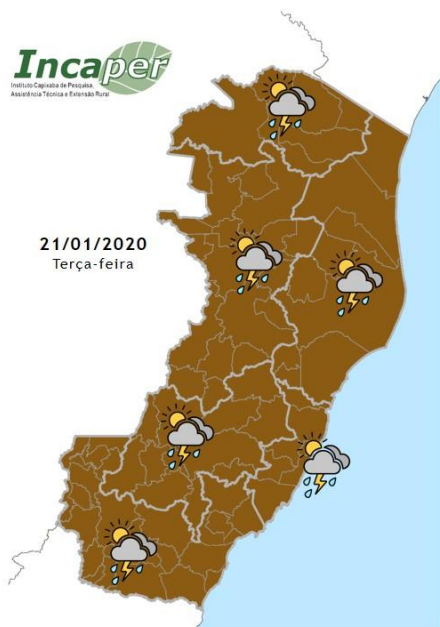 Incaper
Instituto Capixaba de Pesquisa,
Assistência Técnica e Extensão Rural
21/01/2020
Terça-feira